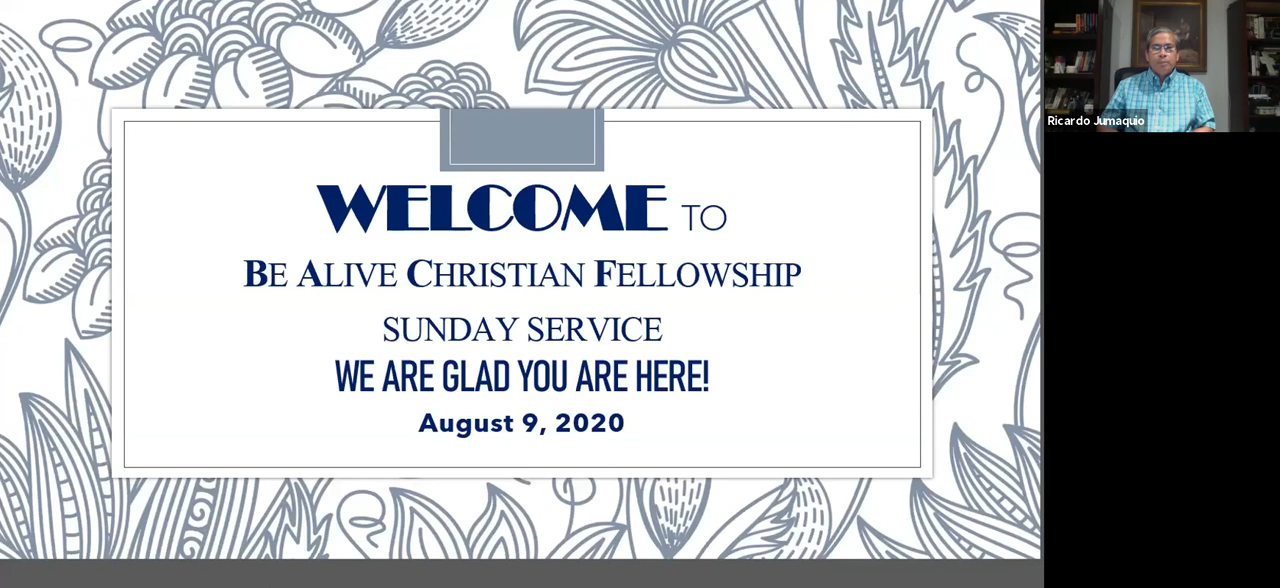 WELCOME TO
BE ALIVE CHRISTIAN FELLOWSHIP
SUNDAY SERVICE
WE ARE GLAD YOU ARE HERE!
August 9, 2020
Ricardo Jumaquio